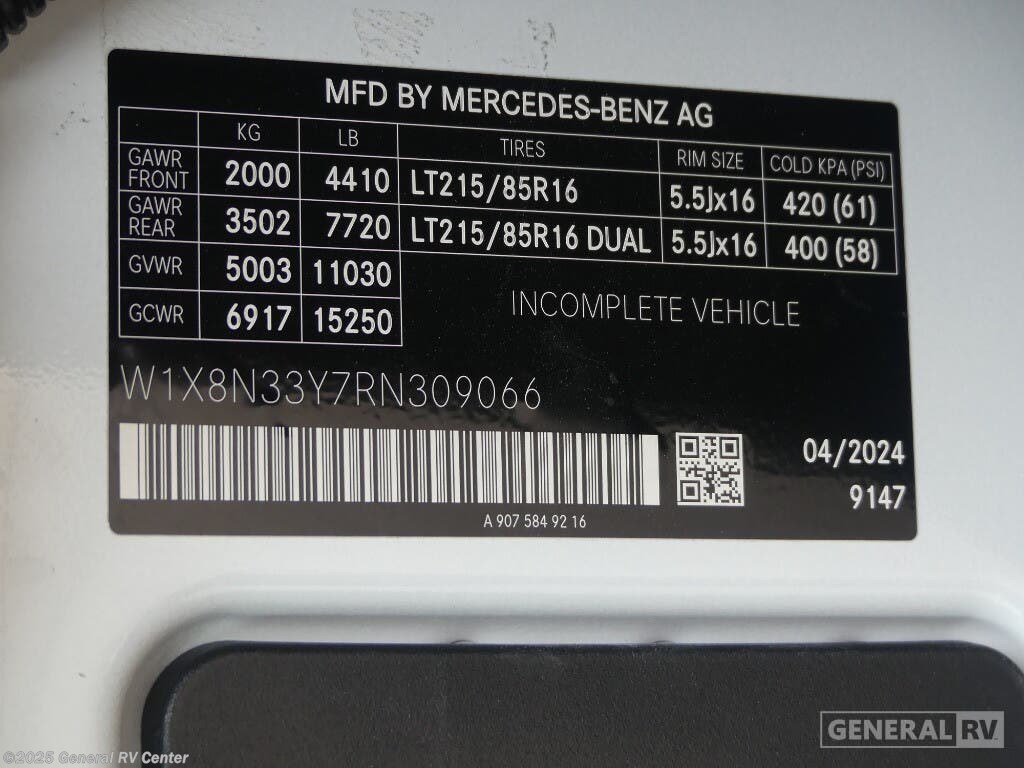 MFD BY MERCEDES-BENZ AG
KG LB TIRES RIM SIZE COLD KPA (PSI)
GAWR FRONT 2000 4410 LT215/85R16 5.5Jx16 420 (61)
GAWR REAR 3502 7720 LT215/85R16 DUAL 5.5Jx16 400 (58)
GVWR 5003 11030
GCWR 6917 15250
INCOMPLETE VEHICLE
W1X8N33Y7RN309066
04/2024
9147
A 907 584 92 16
GENERAL RV
©2025 General RV Center